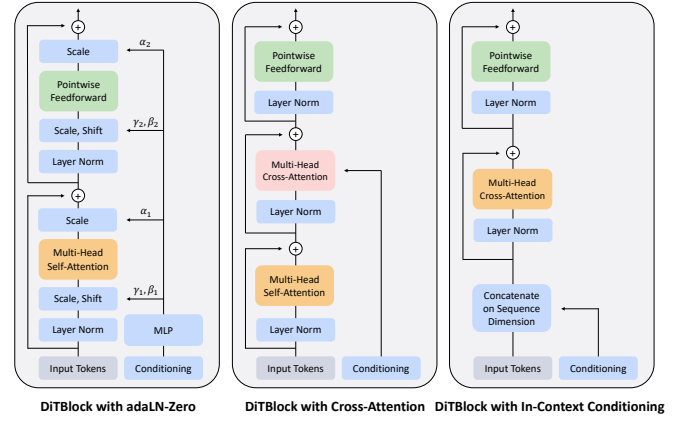 Scale
α₂
Pointwise
Feedforward
Scale, Shift
γ₂, β₂
Layer Norm
Scale
α₁
Multi-Head
Self-Attention
Scale, Shift
γ₁, β₁
Layer Norm
MLP
Input Tokens
Conditioning
DiTBlock with adaLN-Zero
Pointwise
Feedforward
Layer Norm
Multi-Head
Cross-Attention
Layer Norm
Multi-Head
Self-Attention
Layer Norm
Input Tokens
Conditioning
DiTBlock with Cross-Attention
Pointwise
Feedforward
Layer Norm
Multi-Head
Cross-Attention
Layer Norm
Concatenate
on Sequence
Dimension
Input Tokens
Conditioning
DiTBlock with In-Context Conditioning